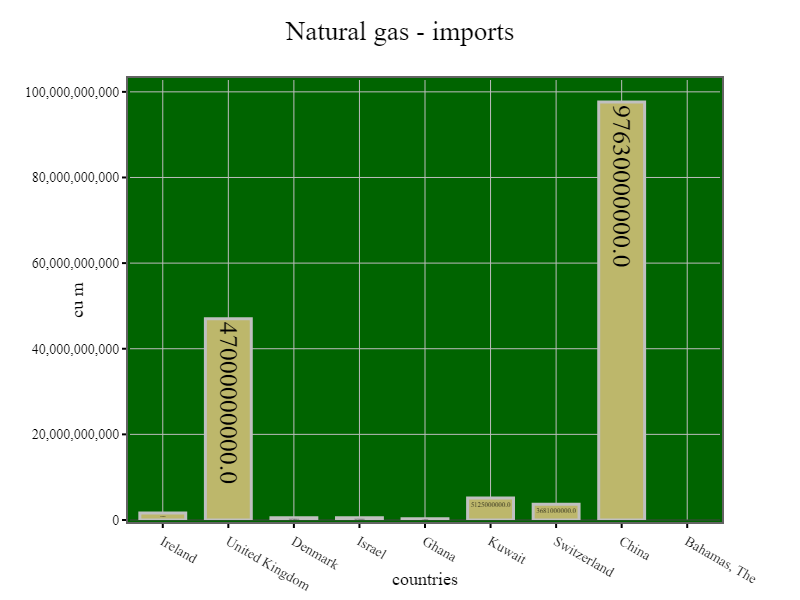 Natural gas - imports
100,000,000,000
80,000,000,000
60,000,000,000
40,000,000,000
20,000,000,000
0
cu m
47000000000.0
5125000000.0
3681000000.0
97630000000.0
Ireland
United Kingdom
Denmark
Israel
Ghana
Kuwait
Switzerland
China
Bahamas, The
countries